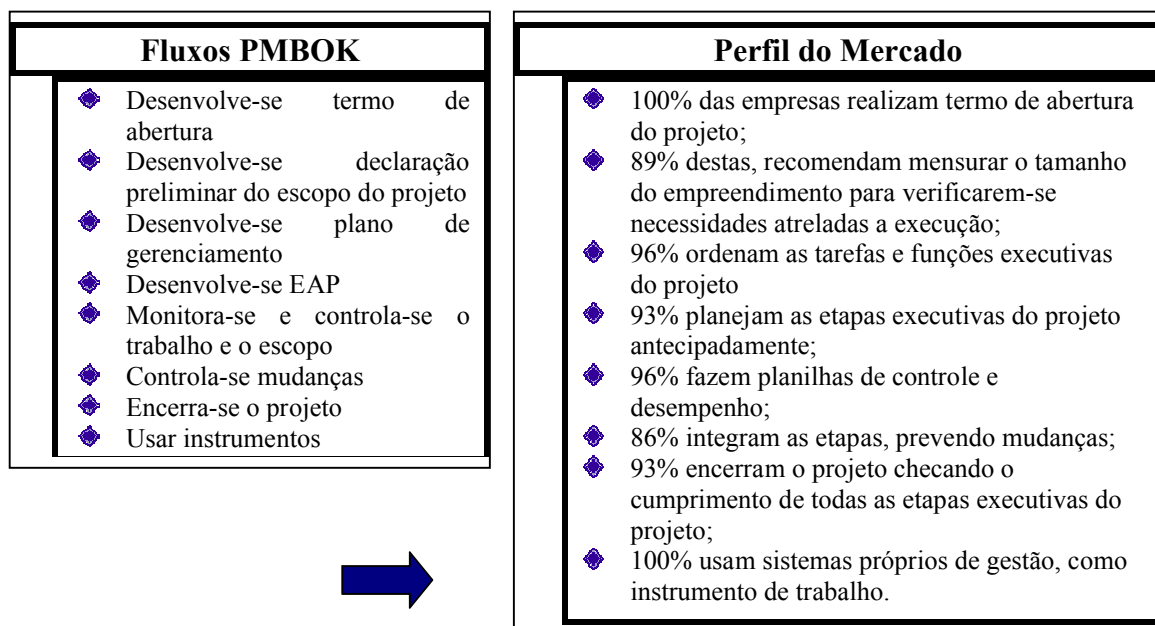 Fluxos PMBOK
Desenvolve-se termo de
abertura
Desenvolve-se declaração
preliminar do escopo do projeto
Desenvolve-se plano de
gerenciamento
Desenvolve-se EAP
Monitora-se e controla-se o
trabalho e o escopo
Controla-se mudanças
Encerra-se o projeto
Usar instrumentos
Perfil do Mercado
100% das empresas realizam termo de abertura
do projeto;
89% destas, recomendam mensurar o tamanho
do empreendimento para verificarem-se
necessidades atreladas a execução;
96% ordenam as tarefas e funções executivas
do projeto
93% planejam as etapas executivas do projeto
antecipadamente;
96% fazem planilhas de controle e
desempenho;
86% integram as etapas, prevendo mudanças;
93% encerram o projeto checando o
cumprimento de todas as etapas executivas do
projeto;
100% usam sistemas próprios de gestão, como
instrumento de trabalho.